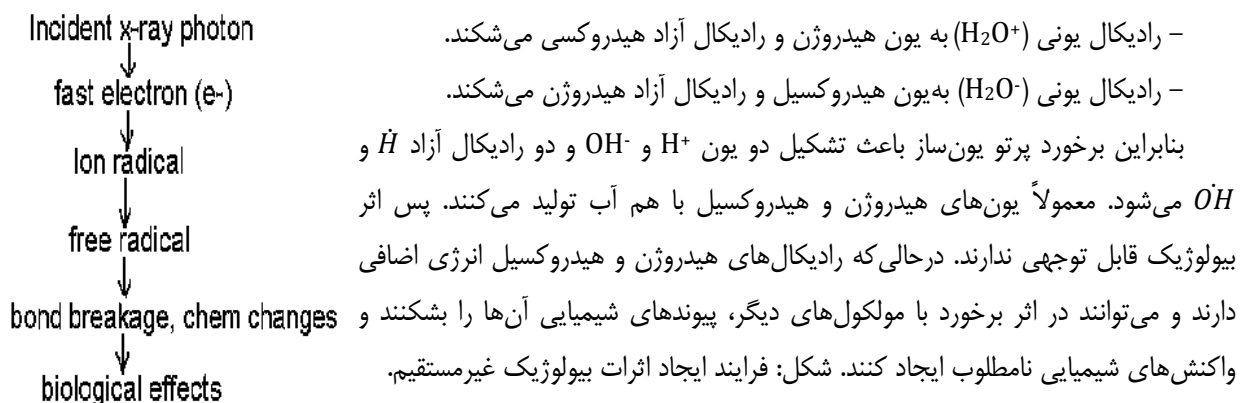 – رادیکال یونی (H₂O⁺) به یون هیدروژن و رادیکال آزاد هیدروکسی می‌شکند.
– رادیکال یونی (H₂O⁻) به‌یون هیدروکسیل و رادیکال آزاد هیدروژن می‌شکند.
بنابراین برخورد پرتو یون‌ساز باعث تشکیل دو یون H⁺ و OH⁻ و دو رادیکال آزاد Ḣ و
OḢ می‌شود. معمولاً یون‌های هیدروژن و هیدروکسیل با هم آب تولید می‌کنند. پس اثر
بیولوژیک قابل توجهی ندارند. درحالی‌که رادیکال‌های هیدروژن و هیدروکسیل انرژی اضافی
دارند و می‌توانند در اثر برخورد با مولکول‌های دیگر، پیوندهای شیمیایی آن‌ها را بشکنند و
واکنش‌های شیمیایی نامطلوب ایجاد کنند. شکل: فرایند ایجاد اثرات بیولوژیک غیرمستقیم.
Incident x-ray photon
fast electron (e-)
Ion radical
free radical
bond breakage, chem changes
biological effects